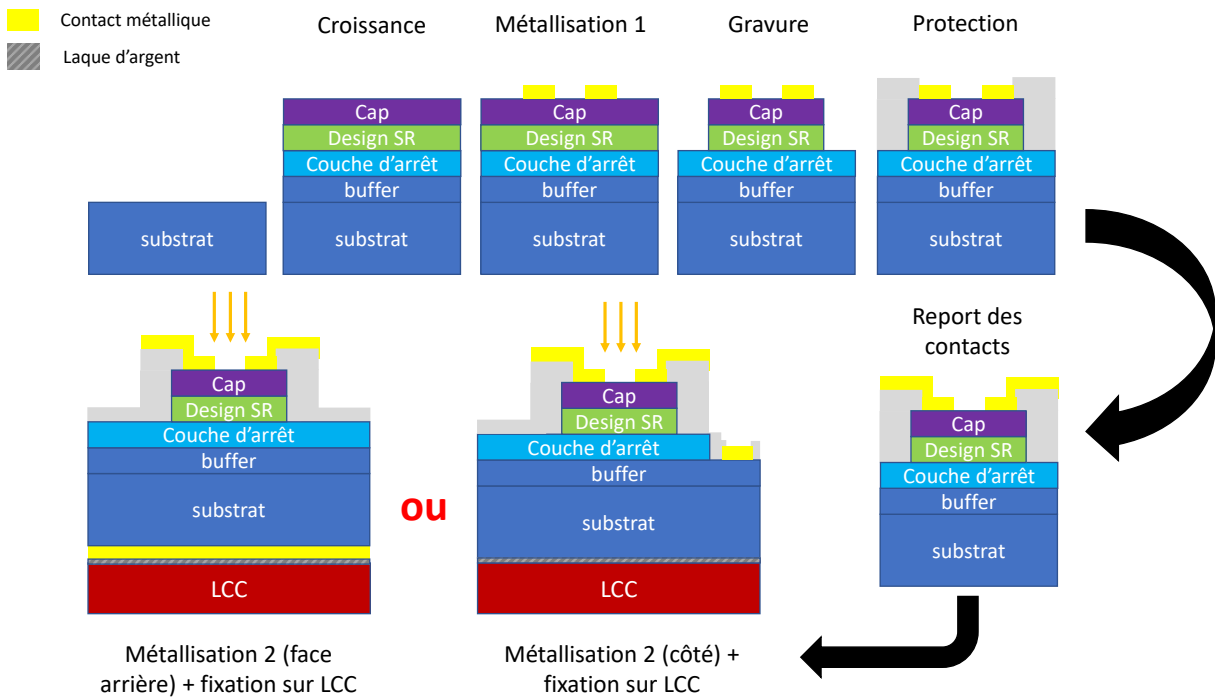 Contact métallique
Laque d'argent
Croissance
Métallisation 1
Gravure
Protection
substrat
Cap
Design SR
Couche d'arrêt
buffer
substrat
Cap
Design SR
Couche d'arrêt
buffer
substrat
Cap
Design SR
Couche d'arrêt
buffer
substrat
Cap
Design SR
Couche d'arrêt
buffer
substrat
Report des
contacts
Cap
Design SR
Couche d'arrêt
buffer
substrat
Cap
Design SR
Couche d'arrêt
buffer
substrat
LCC
Métallisation 2 (face
arrière) + fixation sur LCC
ou
Cap
Design SR
Couche d'arrêt
buffer
substrat
LCC
Métallisation 2 (côté) +
fixation sur LCC